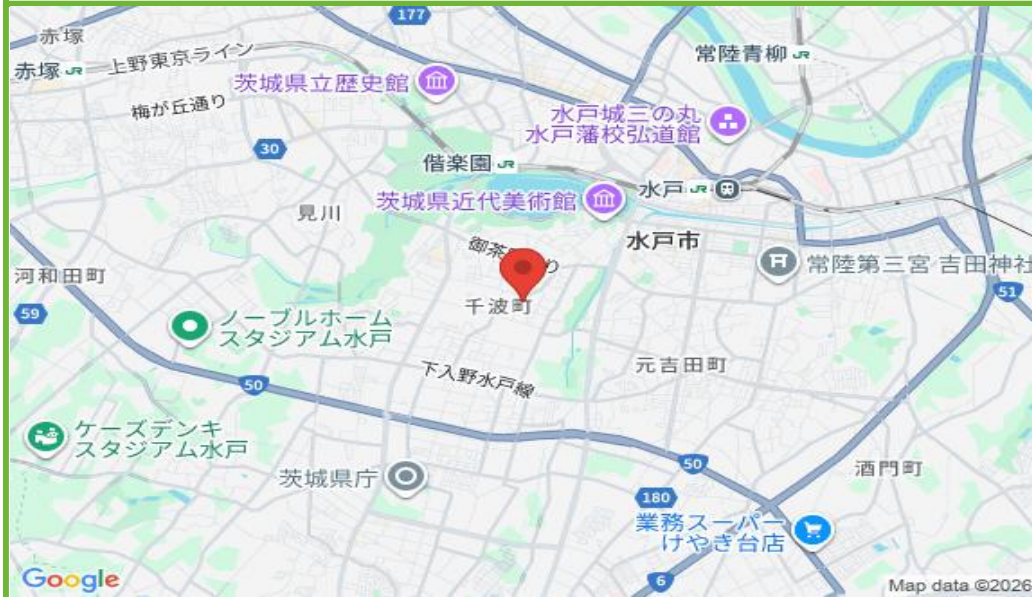 177
赤塚
赤塚 JR
上野東京ライン
常陸青柳 JR
茨城県立歴史館
梅が丘通り
水戸城三の丸
水戸藩校弘道館
30
偕楽園 JR
水戸 JR
茨城県近代美術館
見川
水戸市
御茶
り
常陸第三宮 吉田神社
河和田町
51
千波町
59
ノーブルホーム
スタジアム水戸
元吉田町
下入野水戸線
50
ケーズデンキ
スタジアム水戸
50
酒門町
茨城県庁
180
業務スーパー
けやき台店
6
Google
Map data ©2026